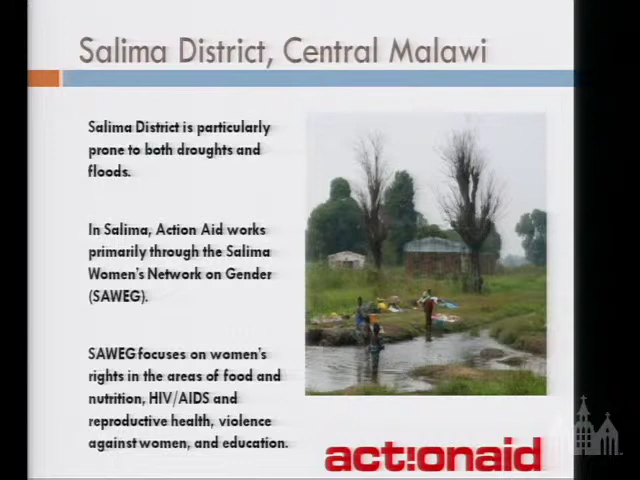 Salima District, Central Malawi
Salima District is particularly
prone to both droughts and
floods.
In Salima, Action Aid works
primarily through the Salima
Women's Network on Gender
(SAWEG).
SAWEG focuses on women's
rights in the areas of food and
nutrition, HIV/AIDS and
reproductive health, violence
against women, and education.
act!onaid